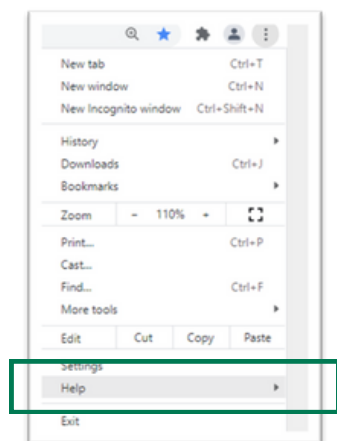 New tab Ctrl+T
New window Ctrl+N
New Incognito window Ctrl+Shift+N
History
Downloads Ctrl+J
Bookmarks
Zoom - 110% +
Print... Ctrl+P
Cast...
Find... Ctrl+F
More tools
Edit Cut Copy Paste
Settings
Help
Exit